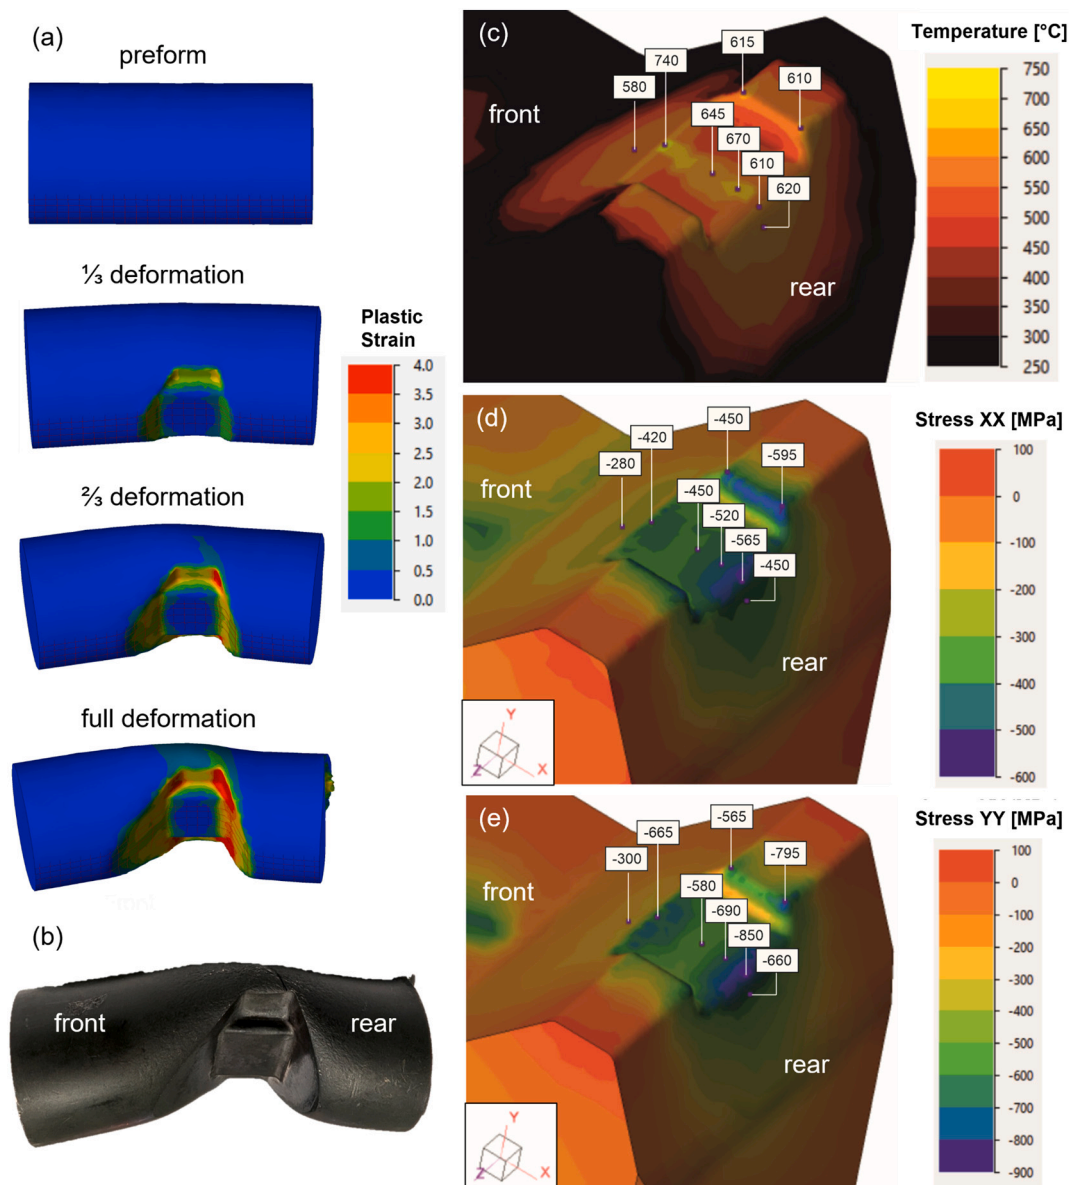 (a)
preform
⅓ deformation
Plastic
Strain
4.0
3.5
3.0
2.5
2.0
1.5
1.0
0.5
0.0
⅔ deformation
full deformation
(b)
front
rear
(c)
Temperature [°C]
615
740
580
610
645
670
610
620
front
rear
750
700
650
600
550
500
450
400
350
300
250
(d)
Stress XX [MPa]
-450
-420
-280
-595
-450
-520
-565
-450
front
rear
100
0
-100
-200
-300
-400
-500
-600
Y
Z
X
(e)
Stress YY [MPa]
-565
-665
-300
-795
-580
-690
-850
-660
front
rear
100
0
-100
-200
-300
-400
-500
-600
-700
-800
-900
Y
Z
X